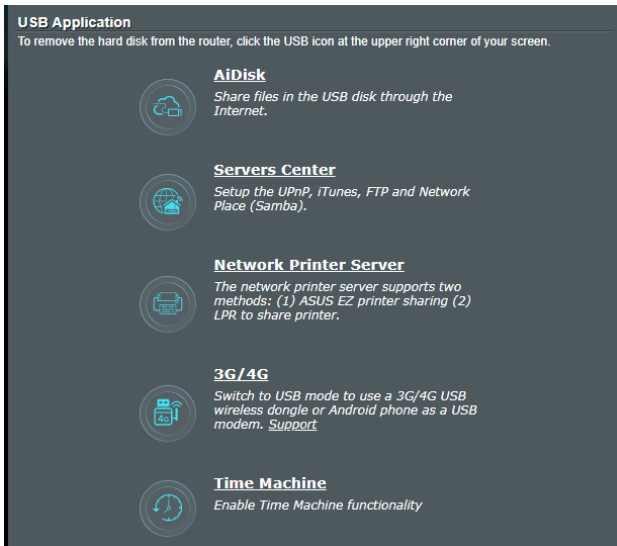 USB Application
To remove the hard disk from the router, click the USB icon at the upper right corner of your screen.
AiDisk
Share files in the USB disk through the
Internet.
Servers Center
Setup the UPnP, iTunes, FTP and Network
Place (Samba).
Network Printer Server
The network printer server supports two
methods: (1) ASUS EZ printer sharing (2)
LPR to share printer.
3G/4G
Switch to USB mode to use a 3G/4G USB
wireless dongle or Android phone as a USB
modem. Support
4G
Time Machine
Enable Time Machine functionality